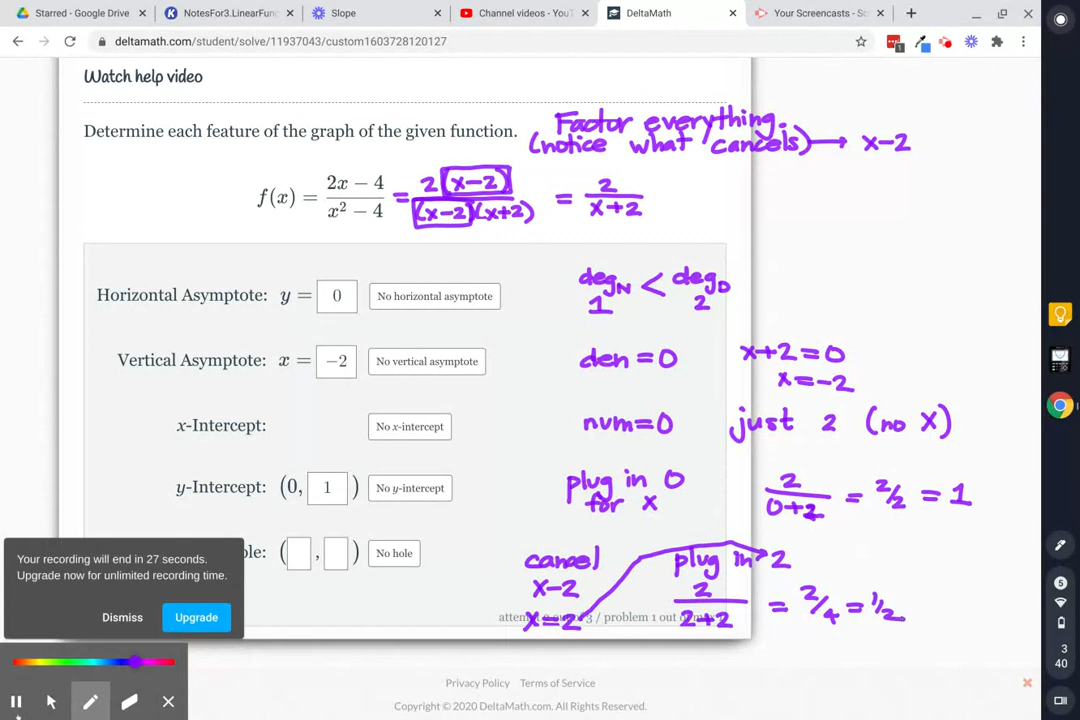 Starred - Google Drive
NotesFor3.LinearFun
Slope
Channel videos - YouT
DeltaMath
Your Screencasts - Sc
deltamath.com/student/solve/11937043/custom1603728120127
Watch help video
Determine each feature of the graph of the given function.
Factor everything.
(notice what cancels) → x-2
f(x) = (2x − 4)/(x² − 4) = 2(x-2)/((x-2)(x+2)) = 2/(x+2)
Horizontal Asymptote: y = 0 No horizontal asymptote
deg N < deg D
1 2
Vertical Asymptote: x = −2 No vertical asymptote
den = 0
x+2 = 0
x = -2
x-Intercept: No x-intercept
num = 0 just 2 (no x)
y-Intercept: (0, 1) No y-intercept
plug in 0
for x
2/(0+2) = 2/2 = 1
le: ( , ) No hole
cancel
x-2
x=2
plug in → 2
2/(2+2) = 2/4 = 1/2
/ problem 1 out of
Your recording will end in 27 seconds.
Upgrade now for unlimited recording time.
Dismiss
Upgrade
Privacy Policy Terms of Service
Copyright © 2020 DeltaMath.com. All Rights Reserved.
5
3
40